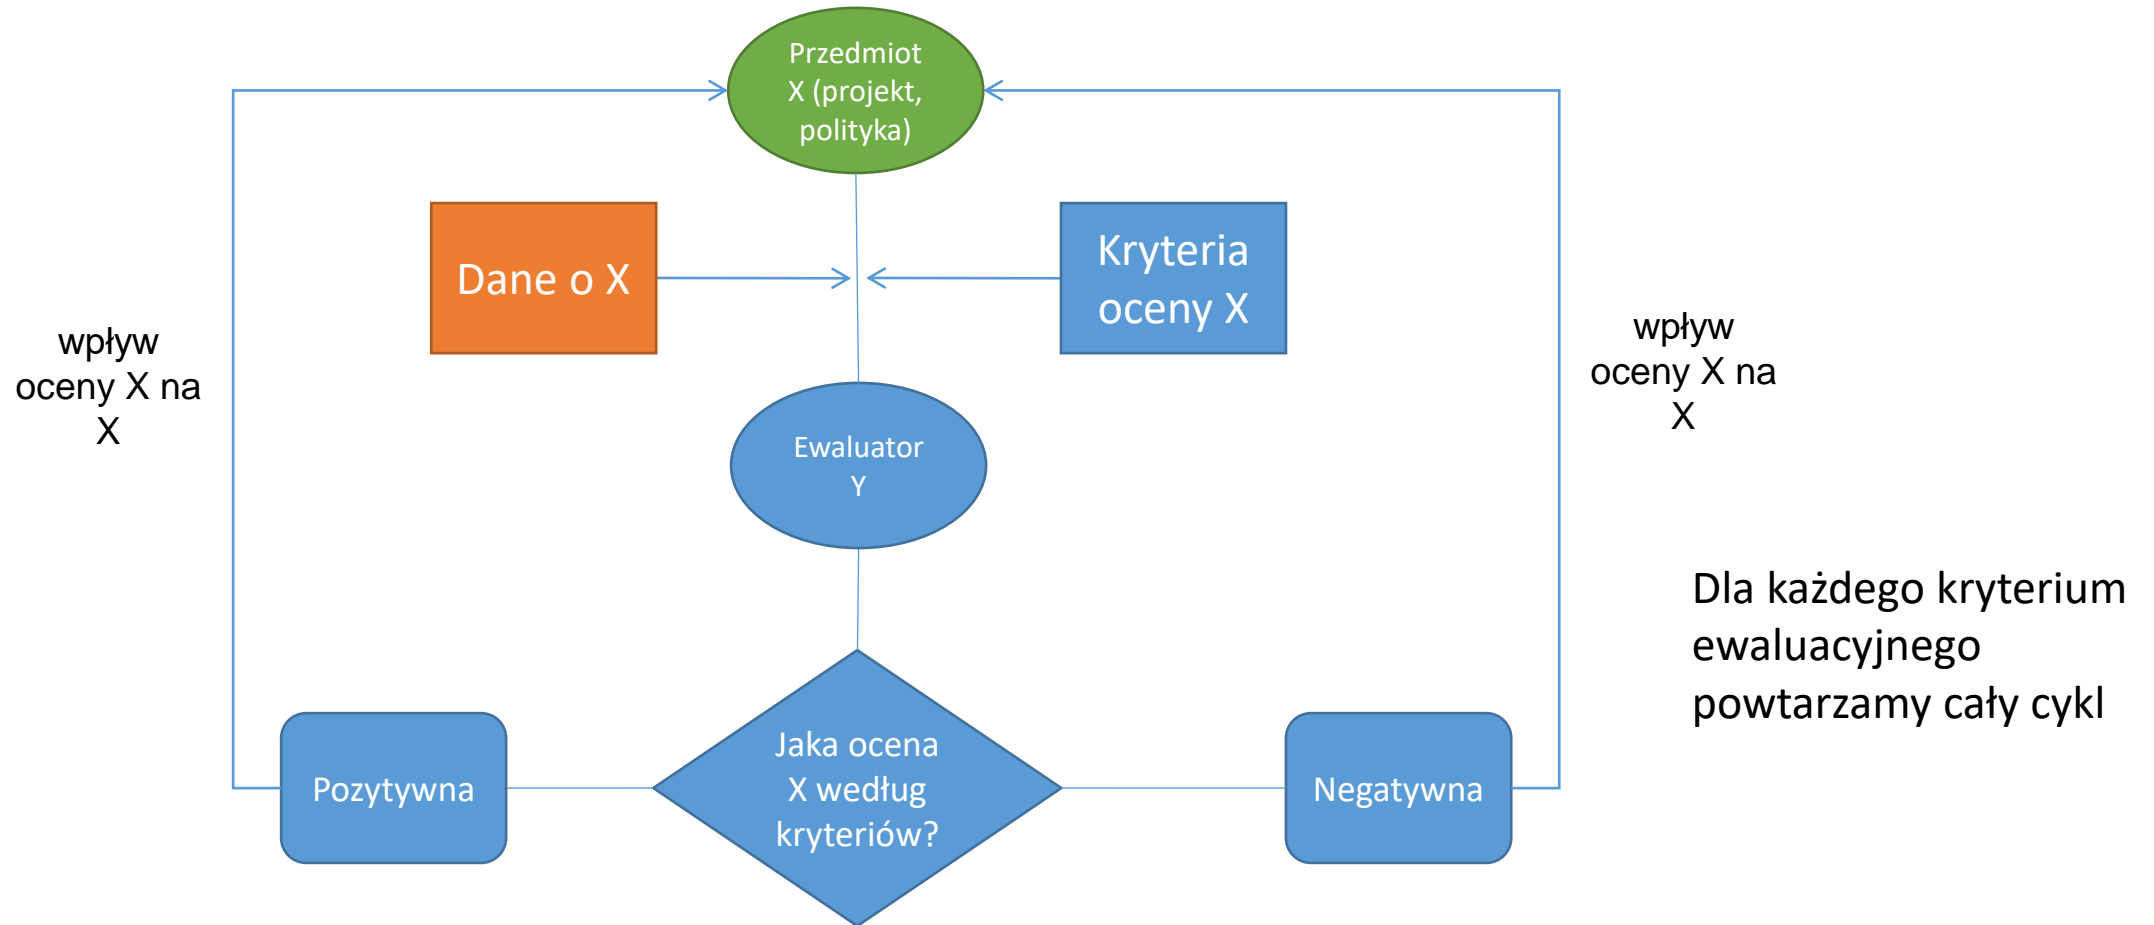 Przedmiot
X (projekt,
polityka)
Dane o X
Kryteria
oceny X
wpływ
oceny X na
X
wpływ
oceny X na
X
Ewaluator
Y
Dla każdego kryterium
ewaluacyjnego
powtarzamy cały cykl
Pozytywna
Jaka ocena
X według
kryteriów?
Negatywna